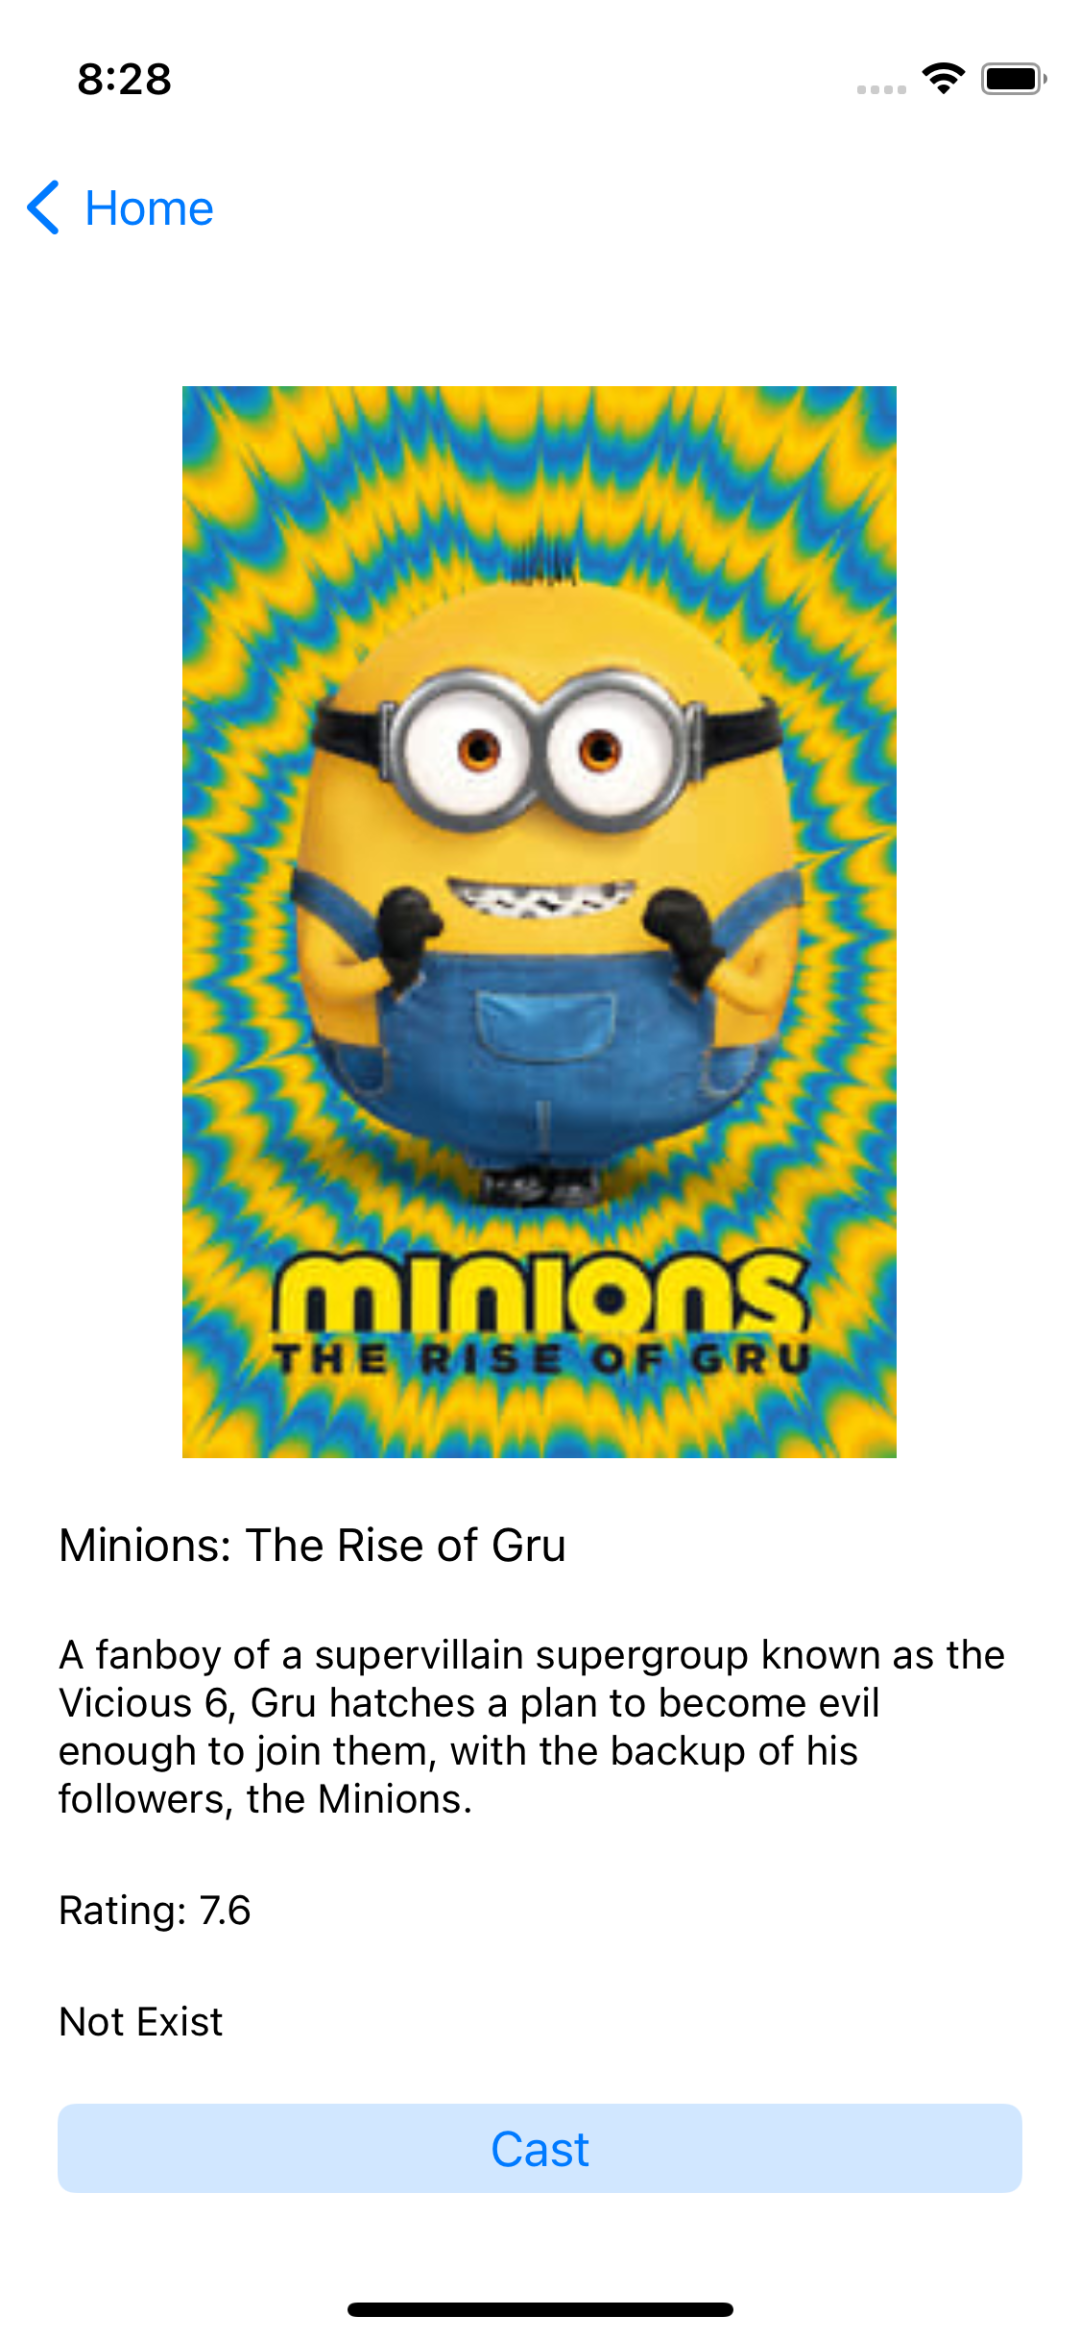 8:28
Home
minions
THE RISE OF GRU
Minions: The Rise of Gru
A fanboy of a supervillain supergroup known as the
Vicious 6, Gru hatches a plan to become evil
enough to join them, with the backup of his
followers, the Minions.
Rating: 7.6
Not Exist
Cast